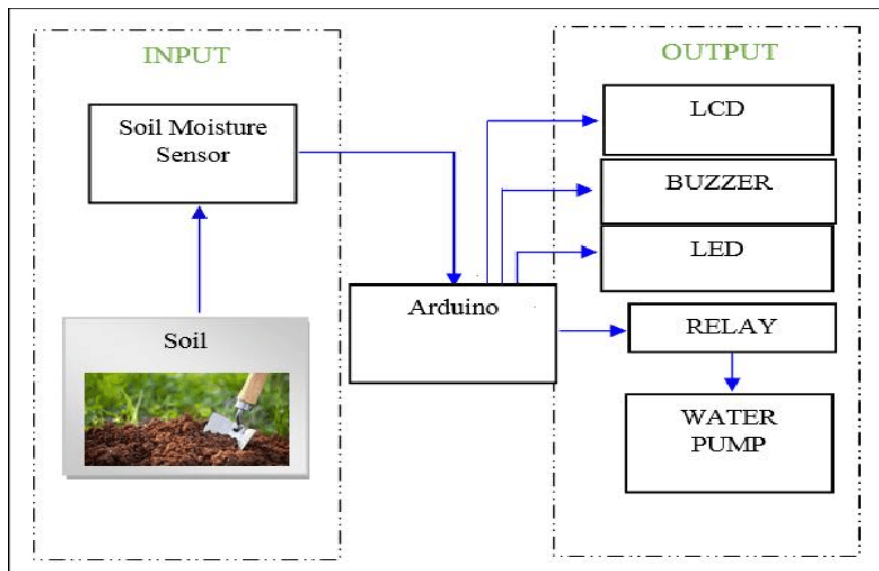 INPUT
Soil Moisture
Sensor
Soil
Arduino
OUTPUT
LCD
BUZZER
LED
RELAY
WATER
PUMP